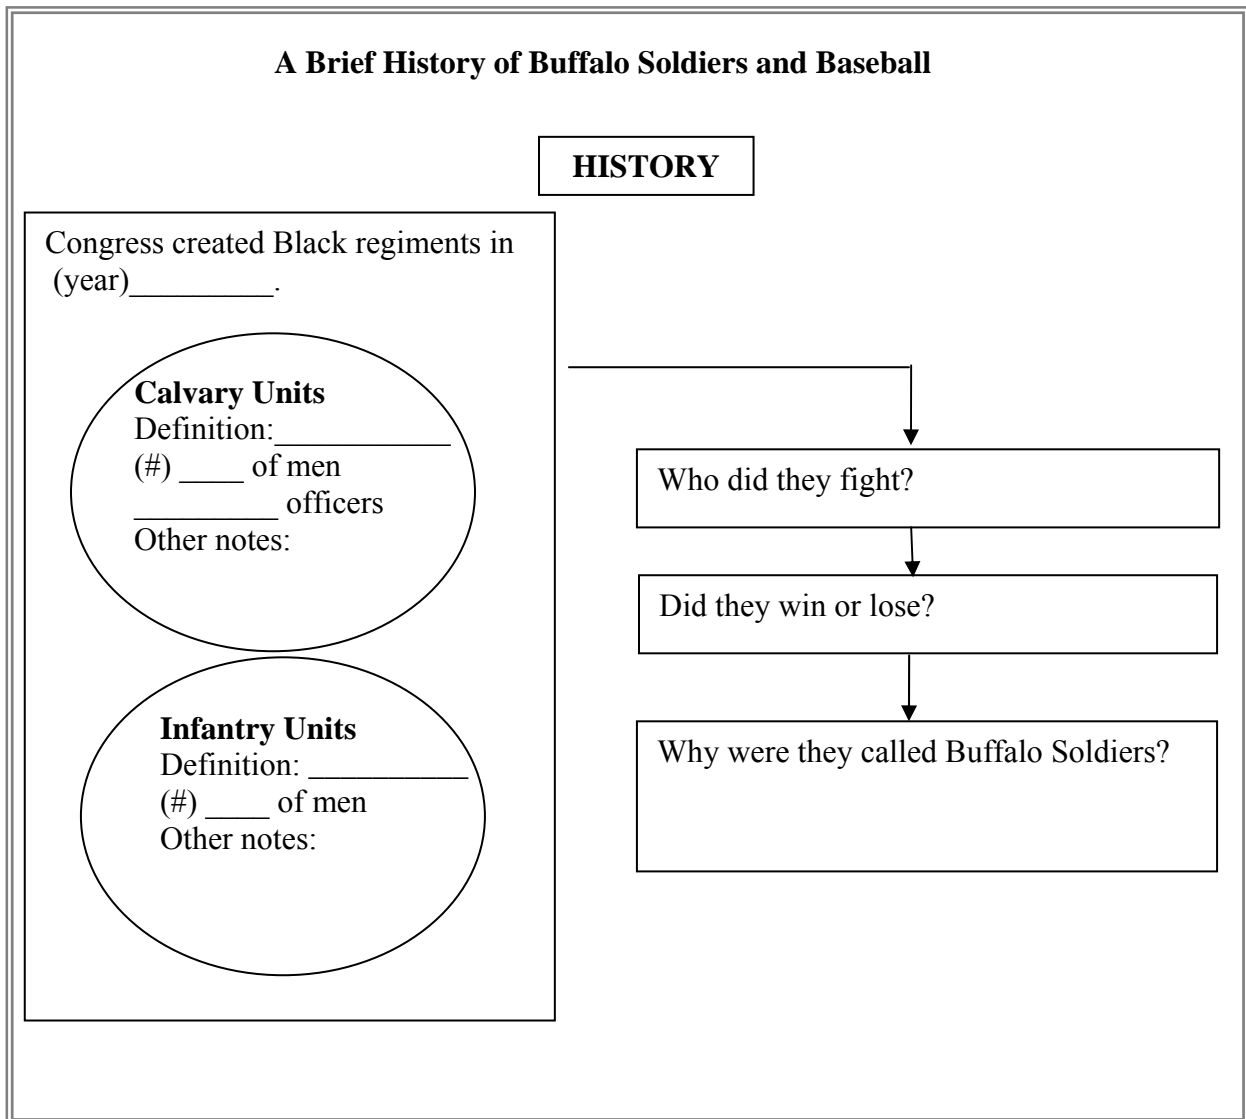 A Brief History of Buffalo Soldiers and Baseball
HISTORY
Congress created Black regiments in
(year)_________.
Calvary Units
Definition:___________
(#) ____ of men
_________ officers
Other notes:
Infantry Units
Definition: __________
(#) ____ of men
Other notes:
Who did they fight?
Did they win or lose?
Why were they called Buffalo Soldiers?